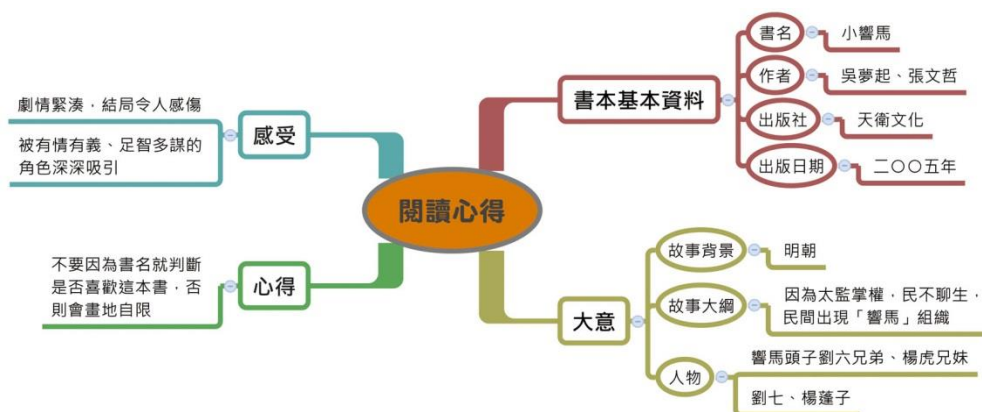 閱讀心得
書本基本資料
書名
小響馬
作者
吳夢起、張文哲
出版社
天衛文化
出版日期
二〇〇五年
大意
故事背景
明朝
故事大綱
因為太監掌權，民不聊生，
民間出現「響馬」組織
人物
響馬頭子劉六兄弟、楊虎兄妹
劉七、楊蓬子
感受
劇情緊湊，結局令人感傷
被有情有義、足智多謀的
角色深深吸引
心得
不要因為書名就判斷
是否喜歡這本書，否
則會畫地自限